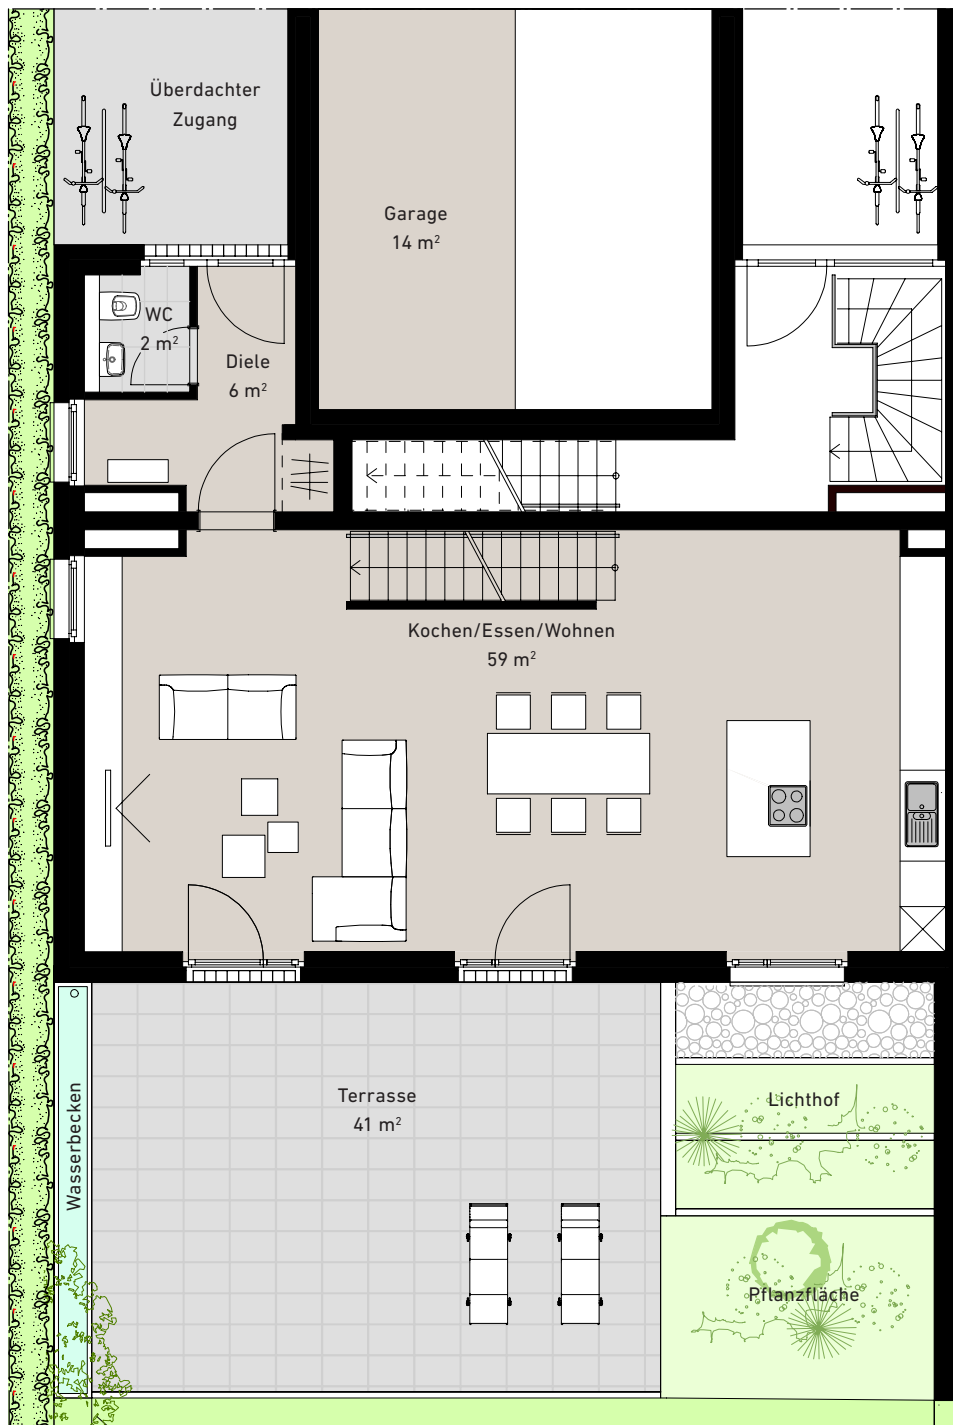 Überdachter
Zugang
Garage
14 m²
WC
2 m²
Diele
6 m²
Kochen/Essen/Wohnen
59 m²
Terrasse
41 m²
Lichthof
Wasserbecken
Pflanzfläche